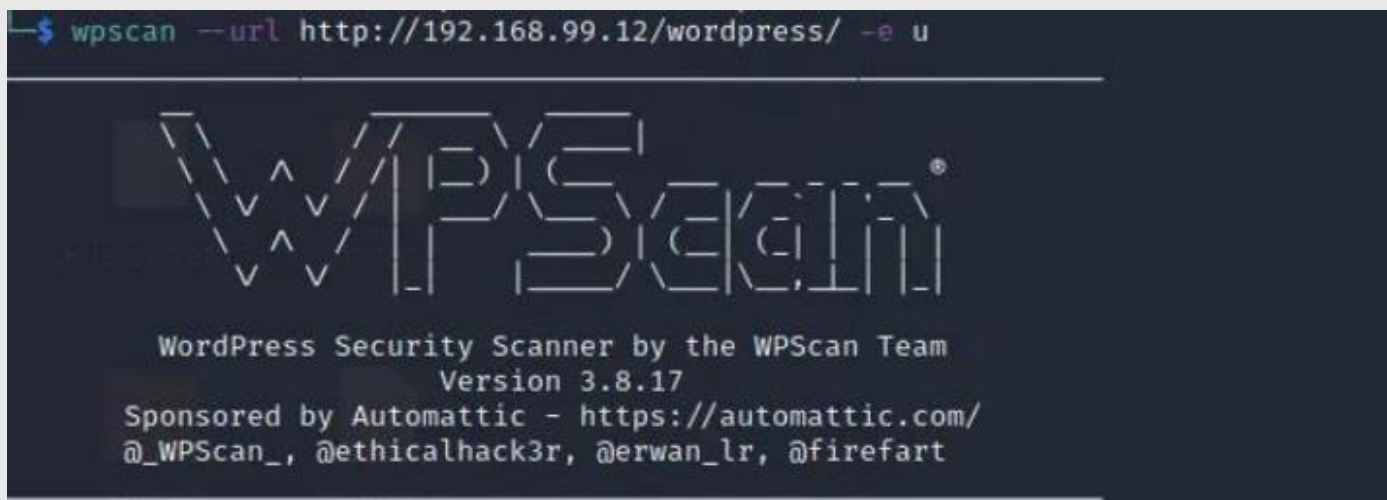 └─$ wpscan --url http://192.168.99.12/wordpress/ -e u
WPScan®
WordPress Security Scanner by the WPScan Team
Version 3.8.17
Sponsored by Automattic - https://automattic.com/
@_WPScan_, @ethicalhack3r, @erwan_lr, @firefart